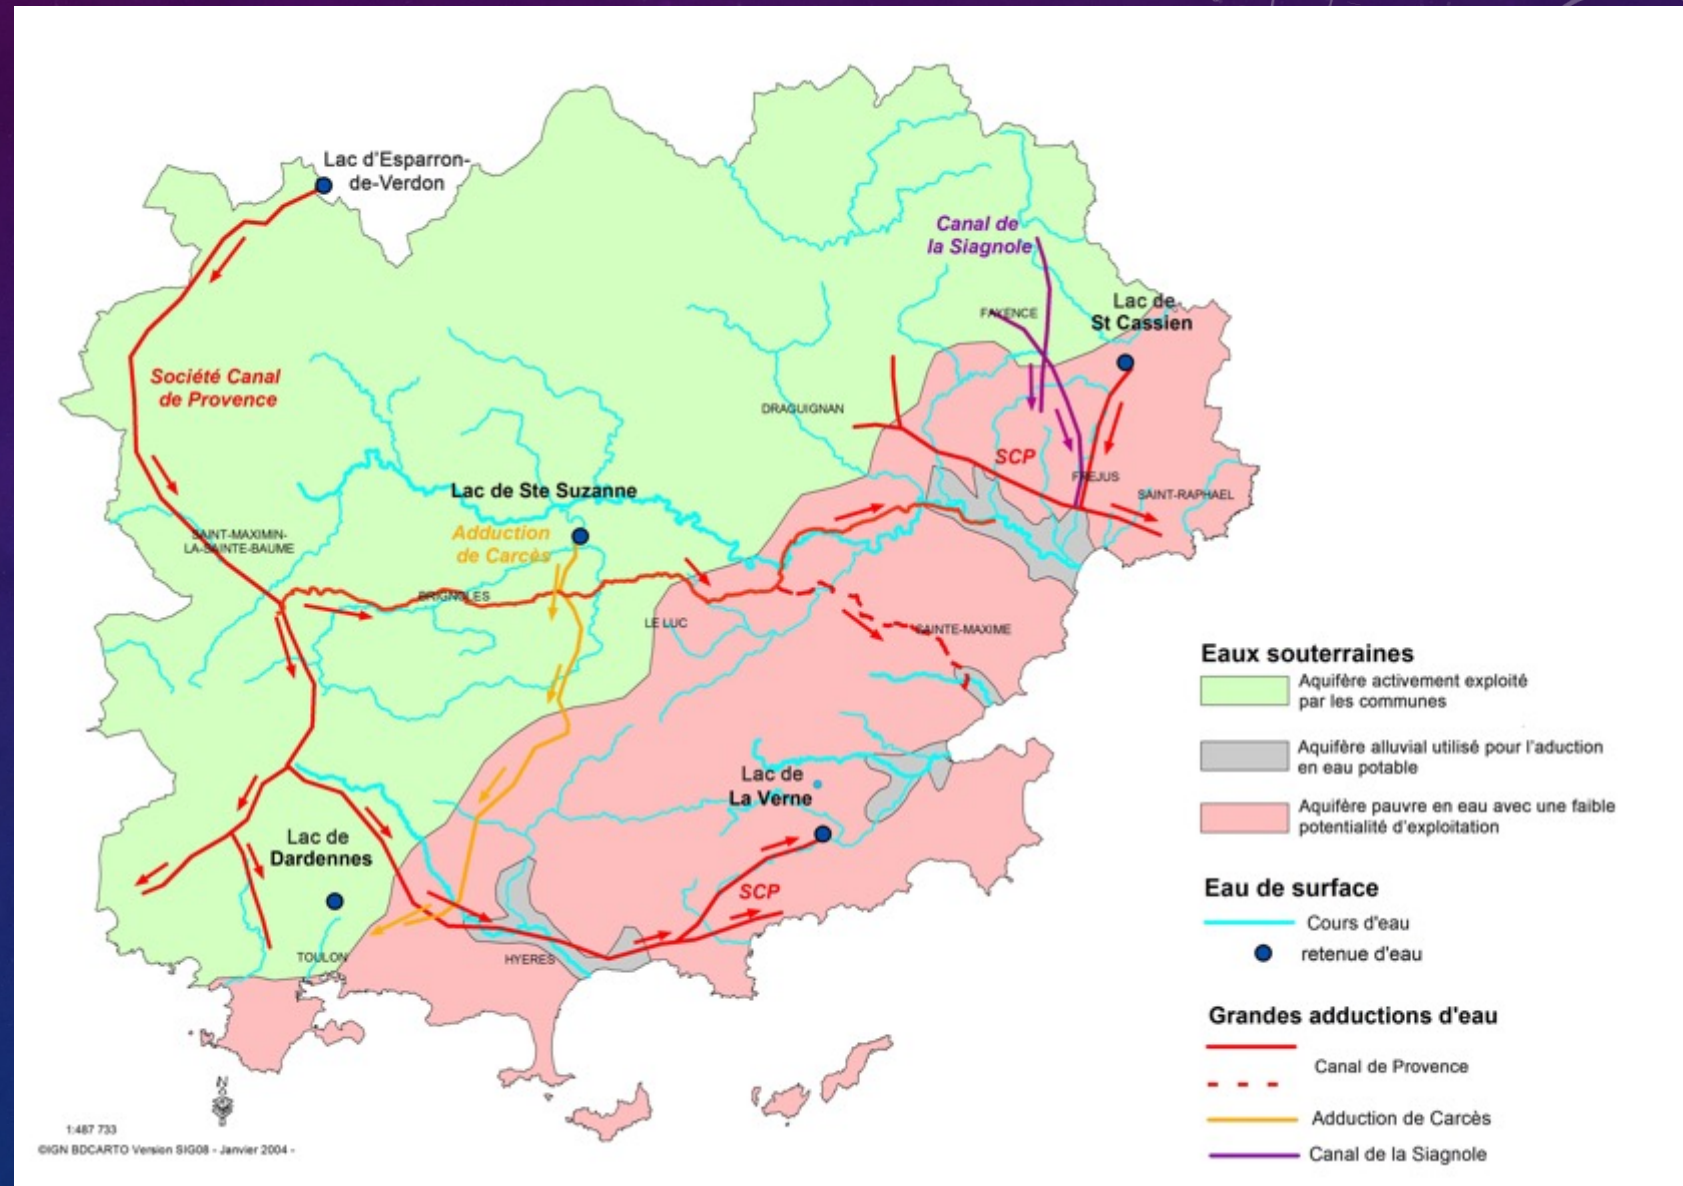 Lac d'Esparron-
de-Verdon
Canal de
la Siagnole
FAYENCE
Lac de
St Cassien
Société Canal
de Provence
DRAGUIGNAN
SCP
FREJUS
SAINT-RAPHAEL
Lac de Ste Suzanne
Adduction
de Carcès
SAINT-MAXIMIN-
LA-SAINTE-BAUME
BRIGNOLES
LE LUC
SAINTE-MAXIME
Lac de
La Verne
Lac de
Dardennes
SCP
TOULON
HYERES
Eaux souterraines
Aquifère activement exploité
par les communes
Aquifère alluvial utilisé pour l'aduction
en eau potable
Aquifère pauvre en eau avec une faible
potentialité d'exploitation
Eau de surface
Cours d'eau
retenue d'eau
Grandes adductions d'eau
Canal de Provence
Adduction de Carcès
Canal de la Siagnole
N
1:487 733
©IGN BDCARTO Version SIG08 - Janvier 2004 -